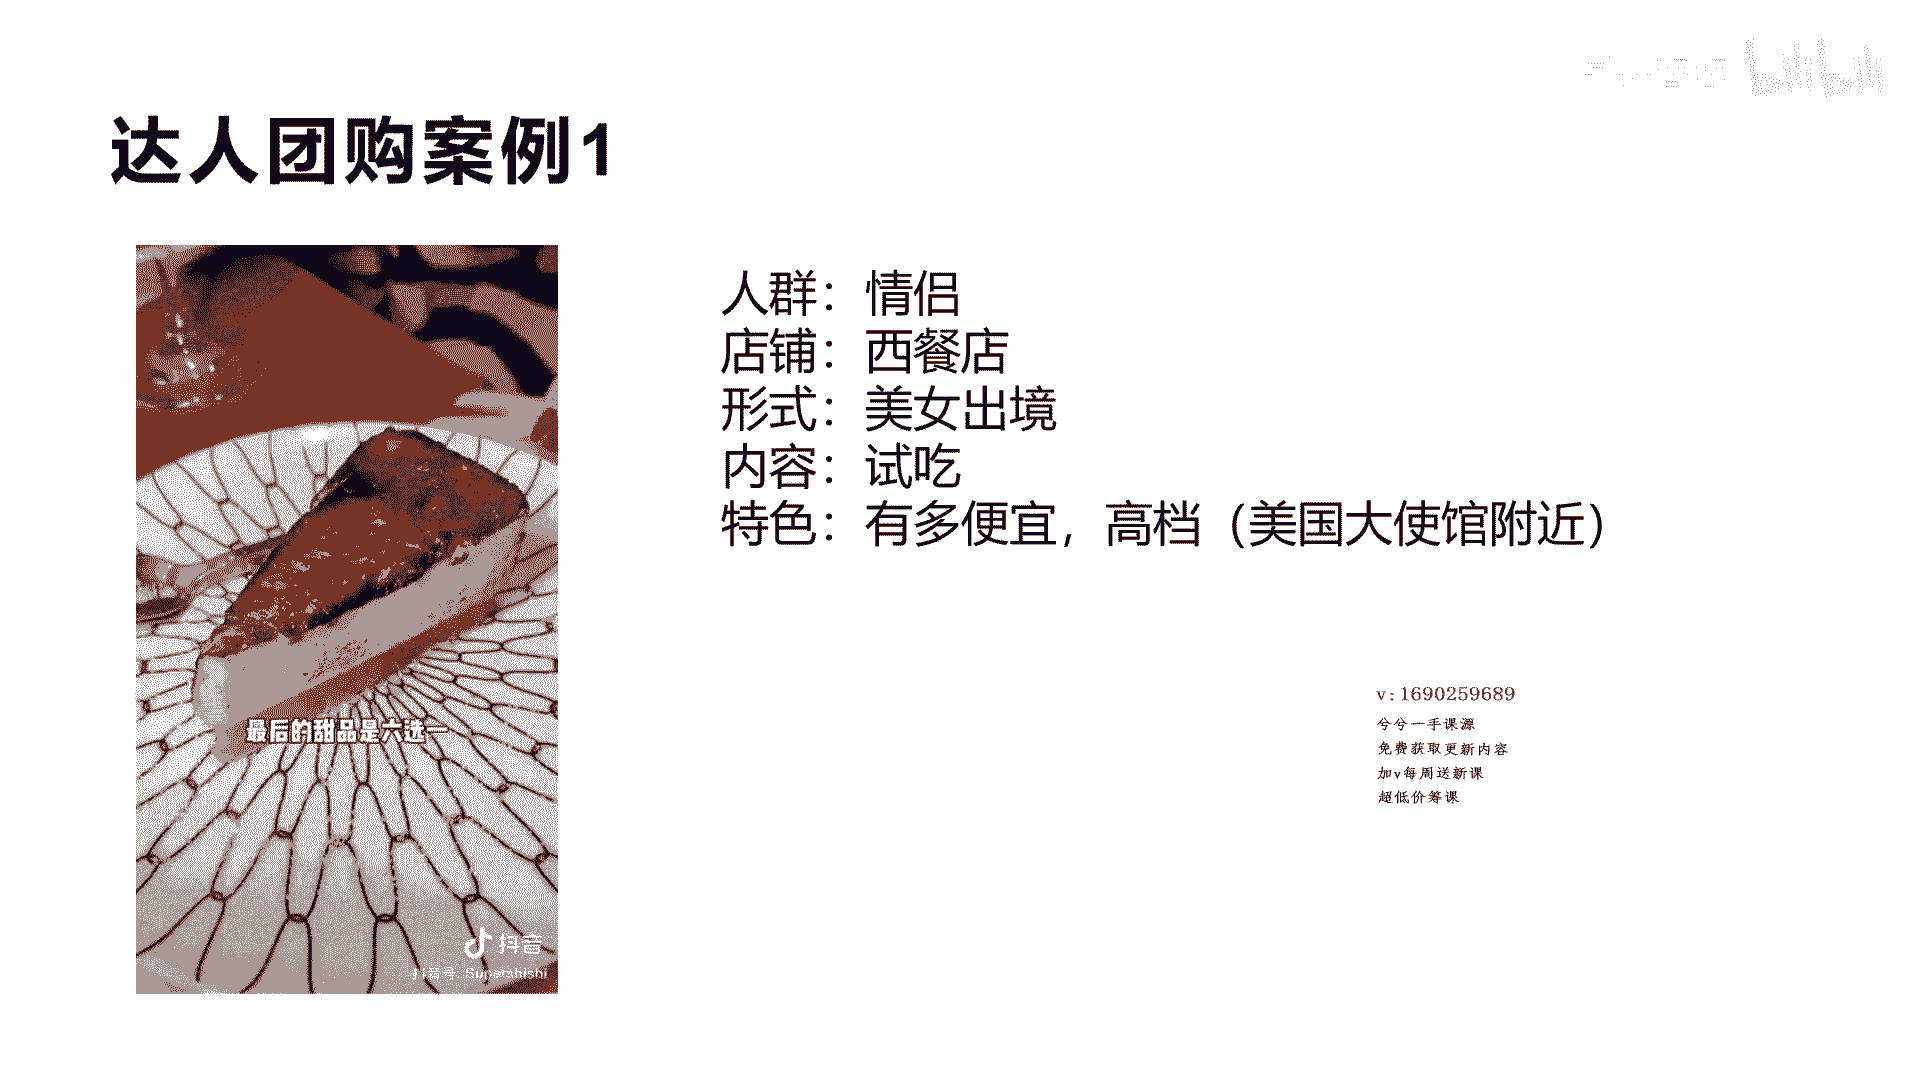 bilibili
达人团购案例1
人群：情侣
店铺：西餐店
形式：美女出境
内容：试吃
特色：有多便宜，高档（美国大使馆附近）
最后的甜品是六选一
抖音
抖音号: Supershishi
v:1690259689
兮兮一手课源
免费获取更新内容
加v每周送新课
超低价筹课